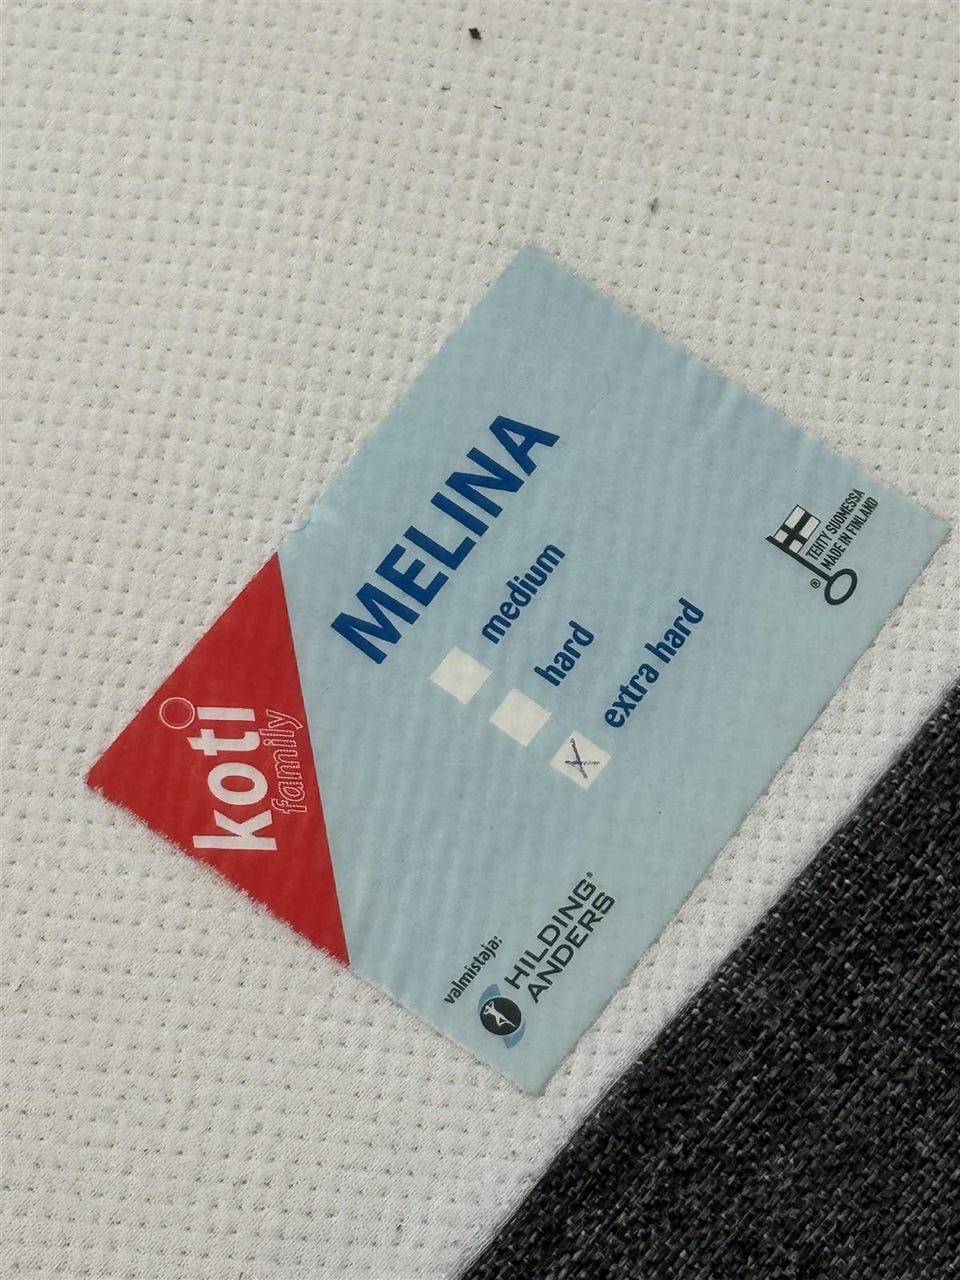 koti
family
MELINA
medium
hard
extra hard
valmistaja:
HILDING®
ANDERS
TEHTY SUOMESSA
® MADE IN FINLAND